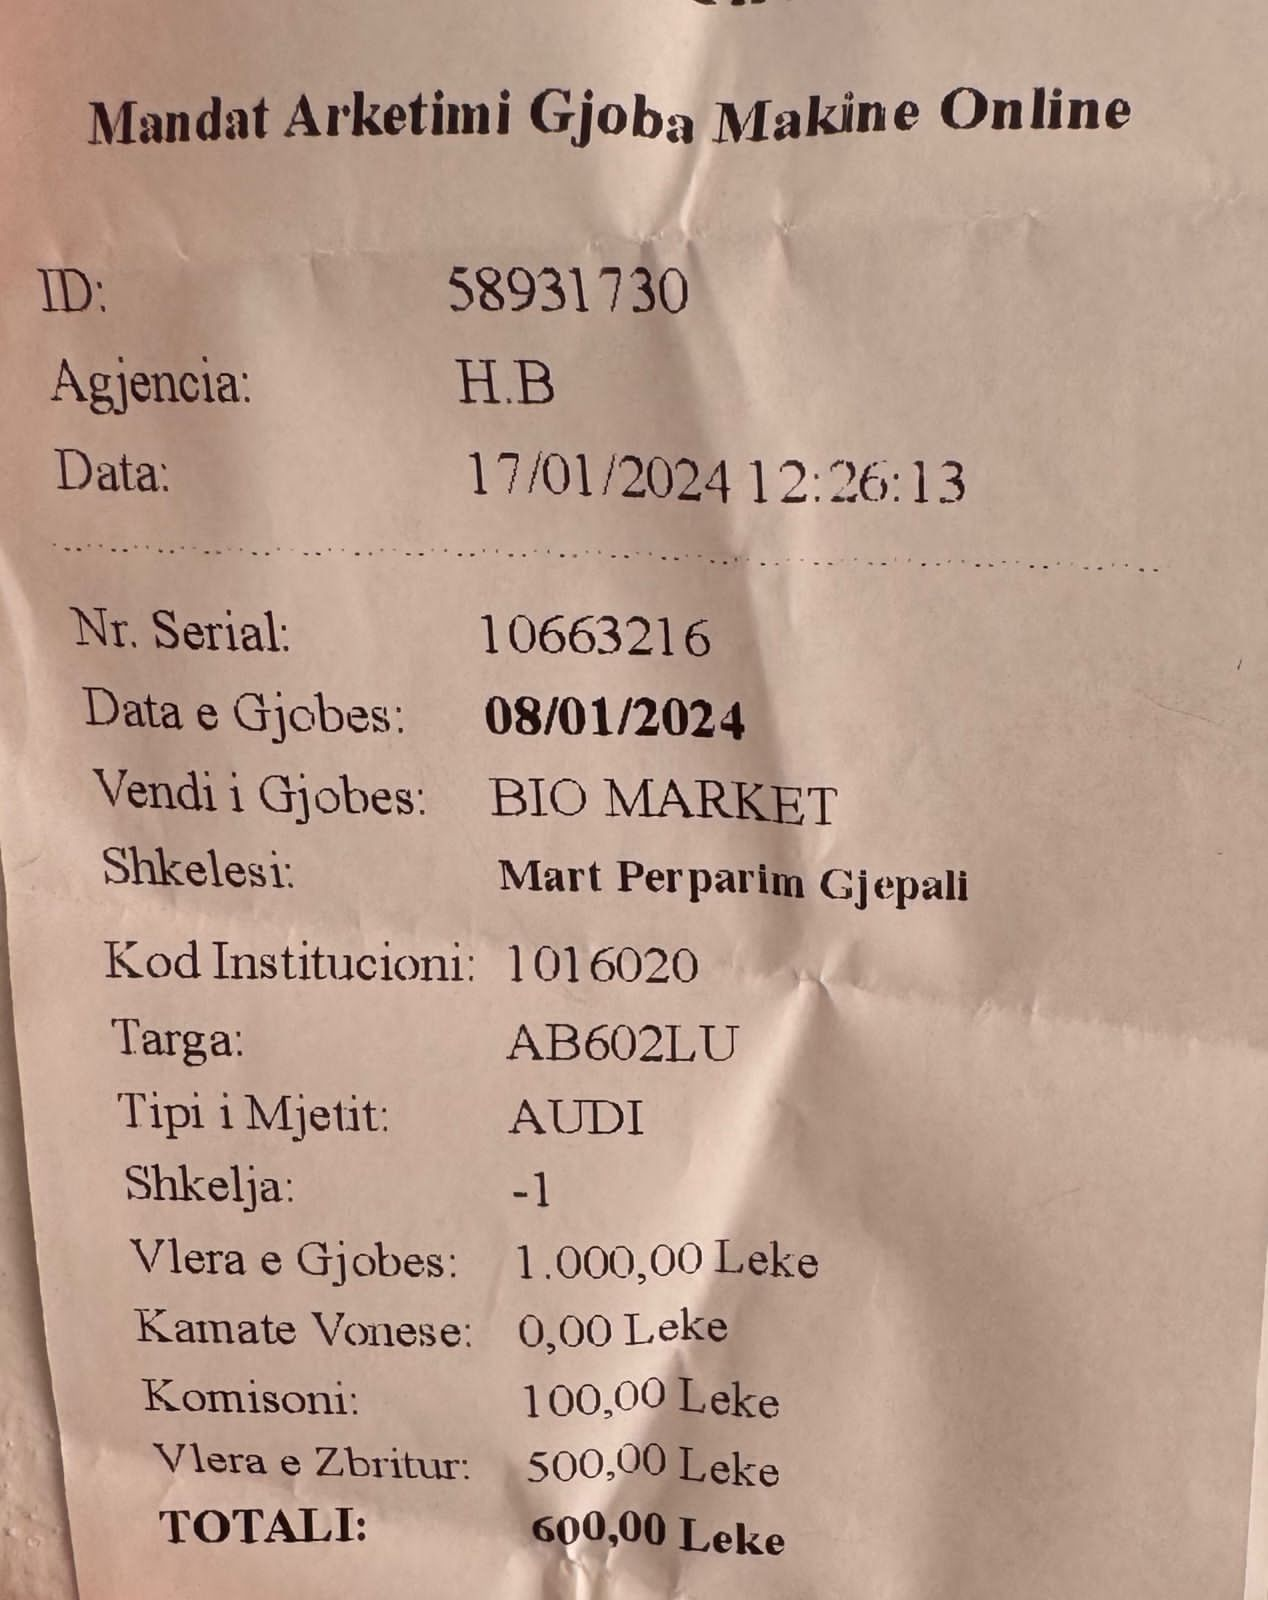 Mandat Arketimi Gjoba Makine Online
ID: 58931730
Agjencia: H.B
Data: 17/01/2024 12:26:13
Nr. Serial: 10663216
Data e Gjobes: 08/01/2024
Vendi i Gjobes: BIO MARKET
Shkelesi: Mart Perparim Gjepali
Kod Institucioni: 1016020
Targa: AB602LU
Tipi i Mjetit: AUDI
Shkelja: -1
Vlera e Gjobes: 1.000,00 Leke
Kamate Vonese: 0,00 Leke
Komisoni: 100,00 Leke
Vlera e Zbritur: 500,00 Leke
TOTALI: 600,00 Leke